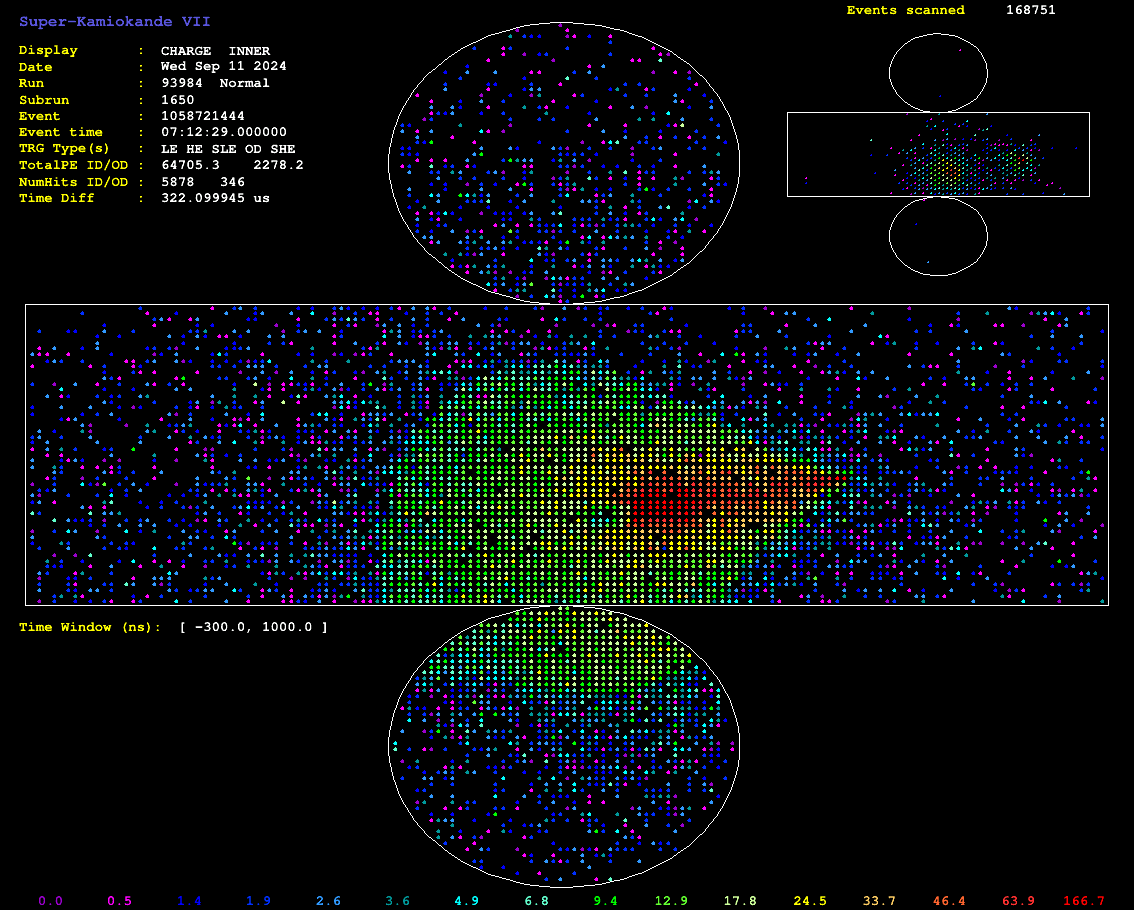 Super-Kamiokande VII
Events scanned 168751
Display : CHARGE INNER
Date : Wed Sep 11 2024
Run : 93984 Normal
Subrun : 1650
Event : 1058721444
Event time : 07:12:29.000000
TRG Type(s) : LE HE SLE OD SHE
TotalPE ID/OD : 64705.3 2278.2
NumHits ID/OD : 5878 346
Time Diff : 322.099945 us
Time Window (ns): [ -300.0, 1000.0 ]
0.0 0.5 1.4 1.9 2.6 3.6 4.9 6.8 9.4 12.9 17.8 24.5 33.7 46.4 63.9 166.7